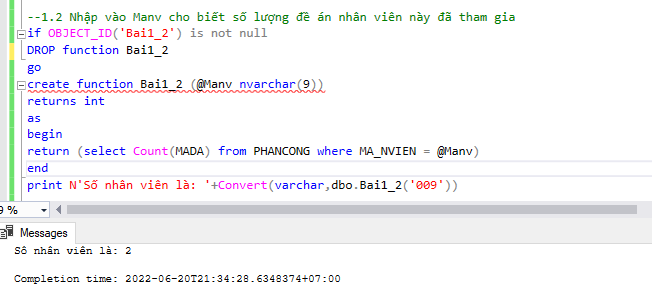 --1.2 Nhập vào Manv cho biết số lượng đề án nhân viên này đã tham gia
if OBJECT_ID('Bai1_2') is not null
DROP function Bai1_2
go
create function Bai1_2 (@Manv nvarchar(9))
returns int
as
begin
return (select Count(MADA) from PHANCONG where MA_NVIEN = @Manv)
end
print N'Số nhân viên là: '+Convert(varchar,dbo.Bai1_2('009'))
9 %
Messages
Số nhân viên là: 2
Completion time: 2022-06-20T21:34:28.6348374+07:00